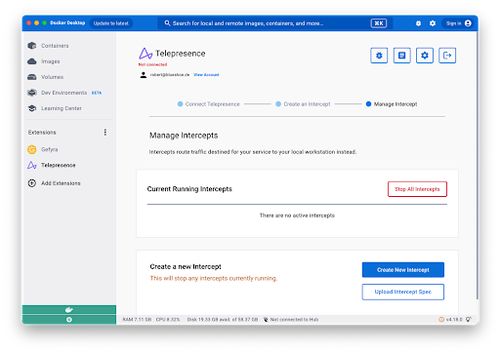 Docker Desktop
Update to latest
Search for local and remote images, containers, and more...
⌘K
Sign in
Containers
Images
Volumes
Dev Environments BETA
Learning Center
Extensions
Gefyra
Telepresence
Add Extensions
Telepresence
Not connected
robert@blueshoe.de View Account
Connect Telepresence
Create an Intercept
Manage Intercept
Manage Intercepts
Intercepts route traffic destined for your service to your local workstation instead.
Current Running Intercepts
Stop All Intercepts
There are no active intercepts
Create a new Intercept
This will stop any intercepts currently running.
Create New Intercept
Upload Intercept Spec
RAM 7.11 GB CPU 8.32% Disk 19.33 GB avail. of 58.37 GB Not connected to Hub
v4.18.0